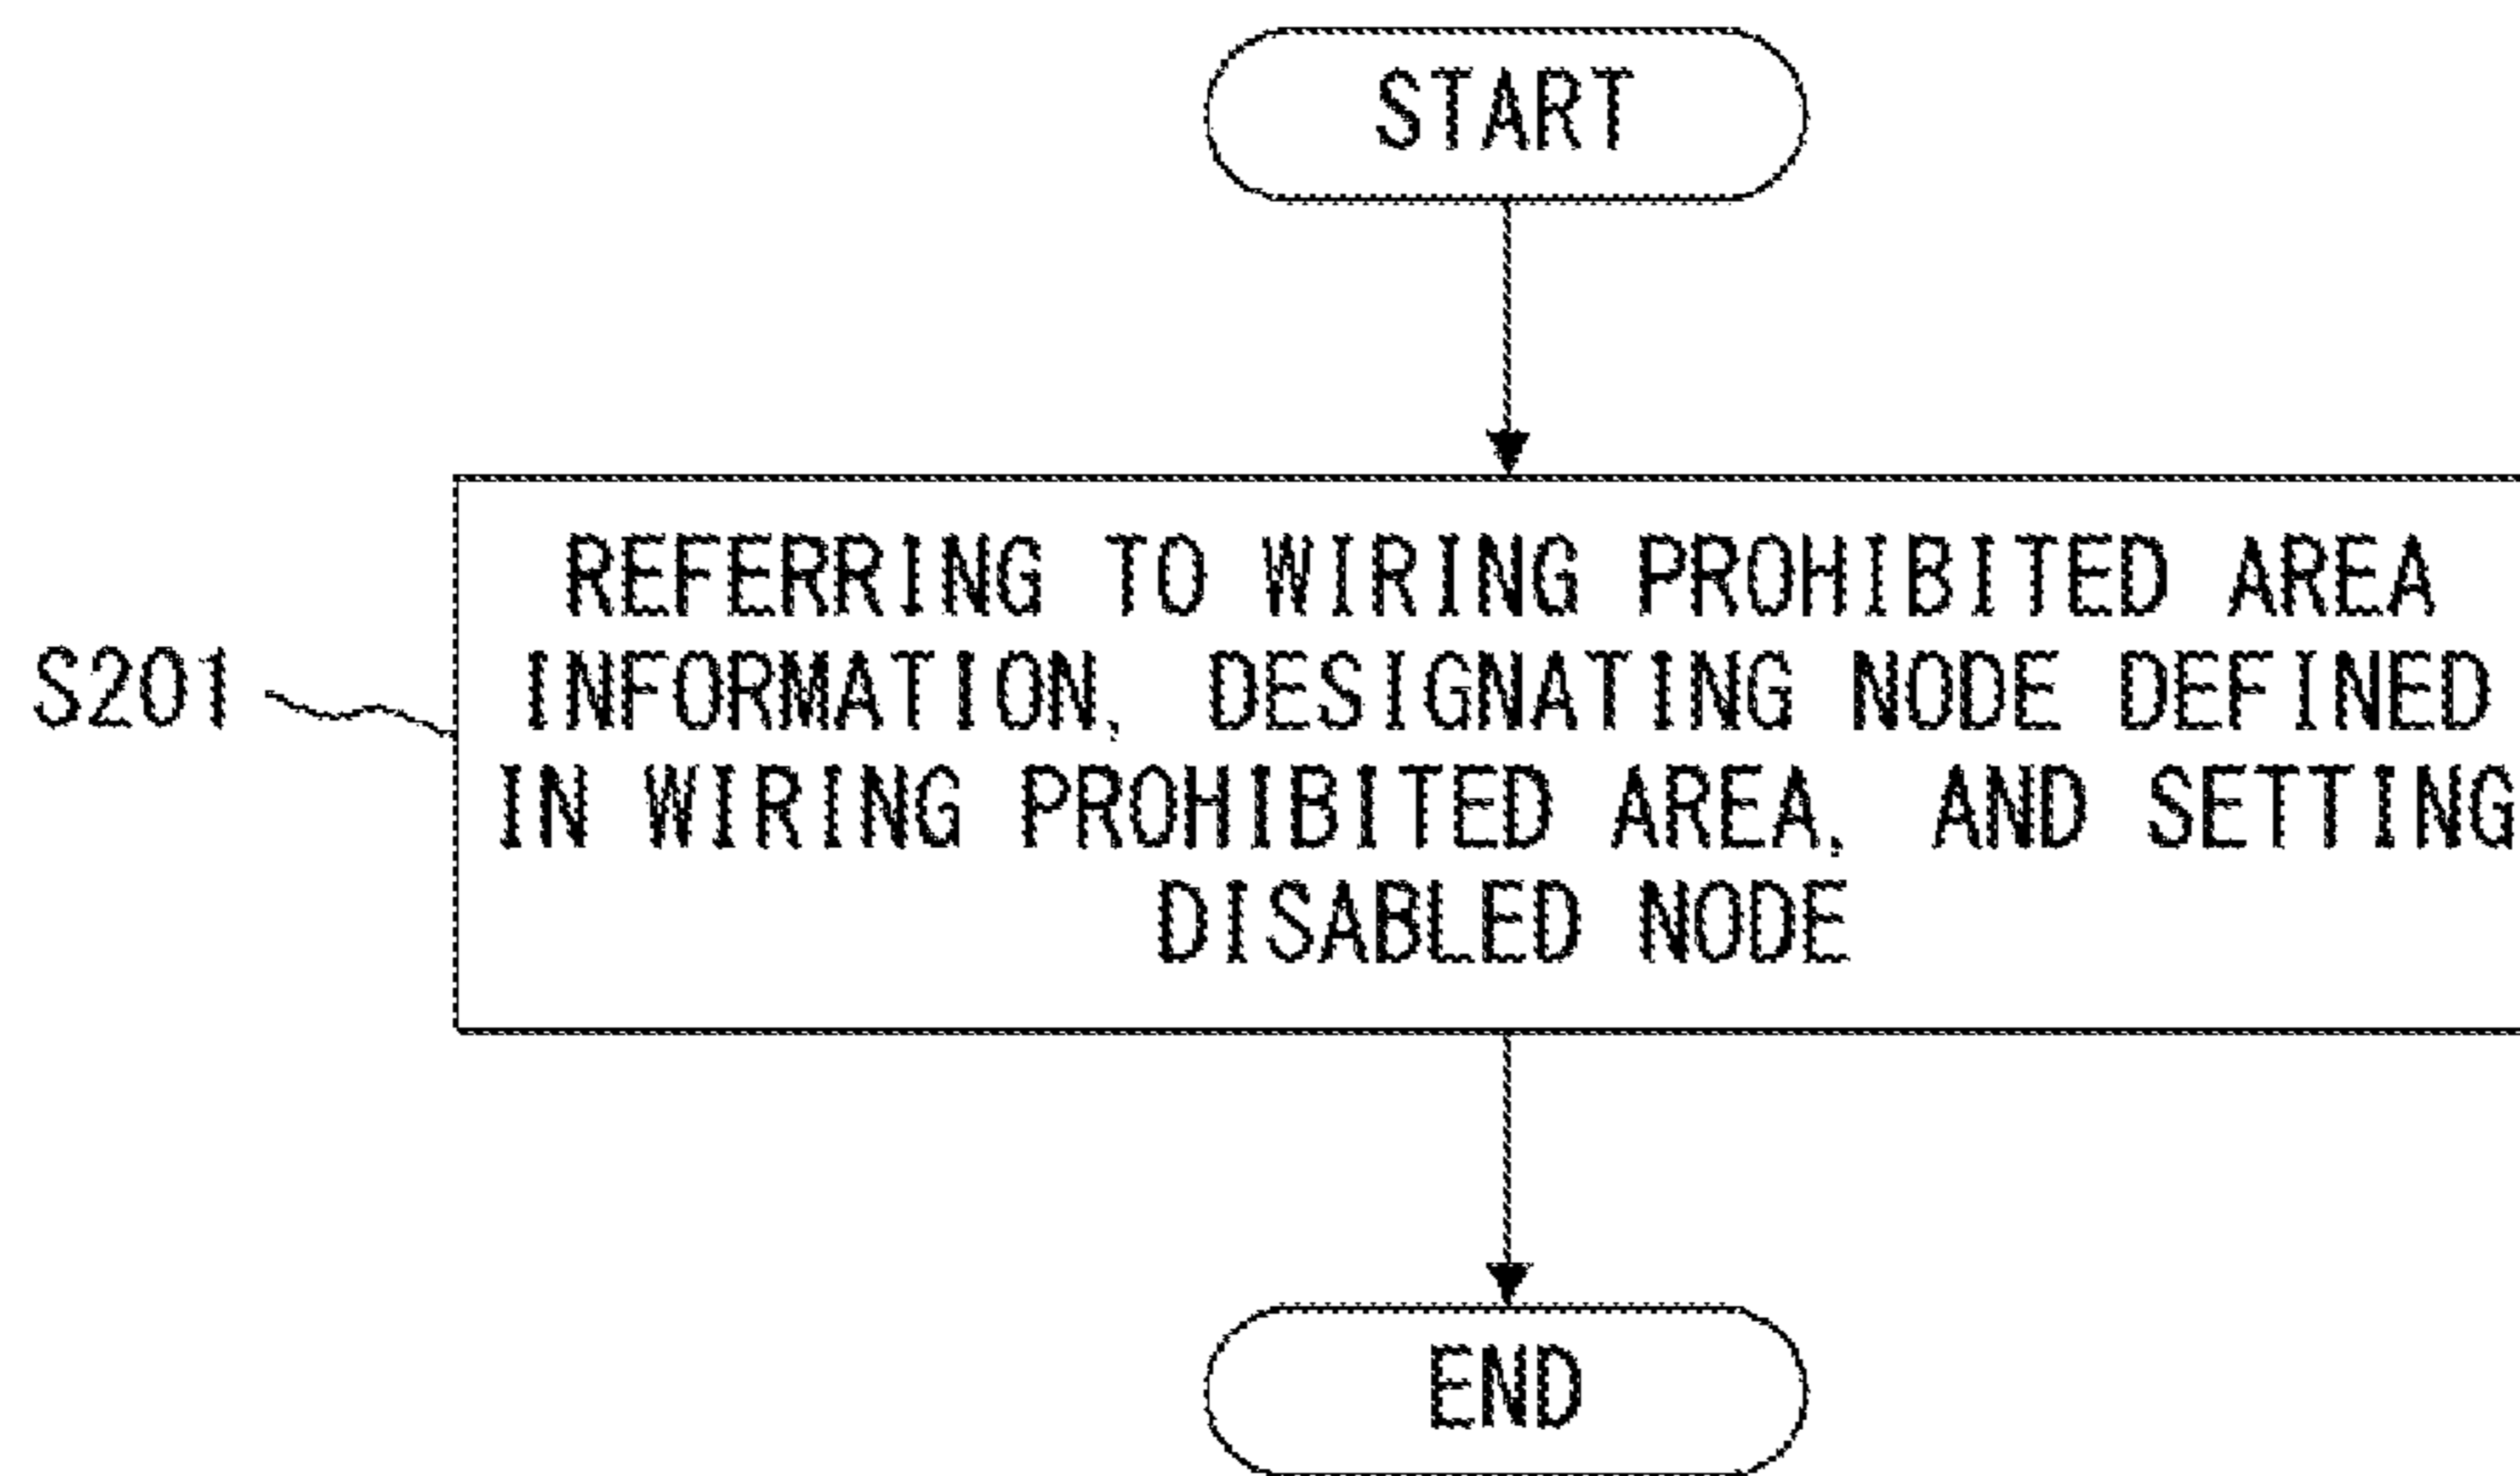 START
REFERRING TO WIRING PROHIBITED AREA
S201
INFORMATION, DESIGNATING NODE DEFINED
IN WIRING PROHIBITED AREA, AND SETTING
DISABLED NODE
END